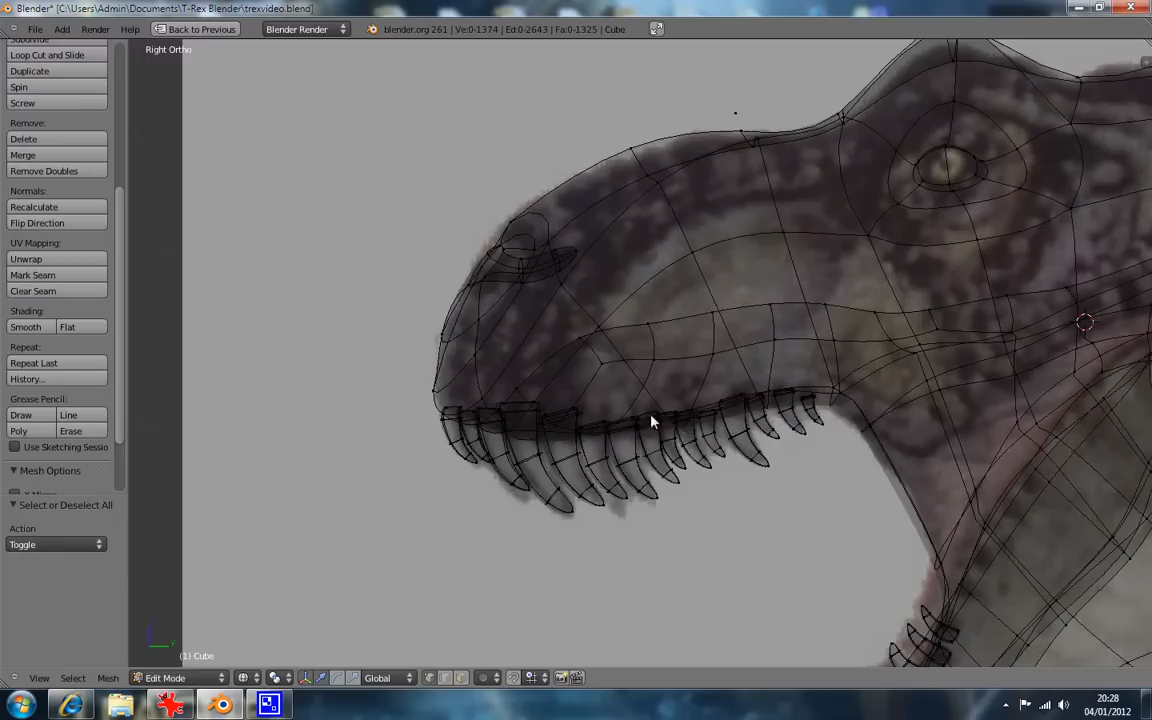 Blender* [C:\Users\Admin\Documents\T-Rex Blender\trexvideo.blend]
File Add Render Help Back to Previous Blender Render blender.org 261 | Ve:0-1374 | Ed:0-2643 | Fa:0-1325 | Cube
Right Ortho
Loop Cut and Slide
Duplicate
Spin
Screw
Remove:
Delete
Merge
Remove Doubles
Normals:
Recalculate
Flip Direction
UV Mapping:
Unwrap
Mark Seam
Clear Seam
Shading:
Smooth Flat
Repeat:
Repeat Last
History...
Grease Pencil:
Draw Line
Poly Erase
Use Sketching Sessio
Mesh Options
Select or Deselect All
Action
Toggle
Y
(1) Cube
View Select Mesh Edit Mode Global
20:28
04/01/2012